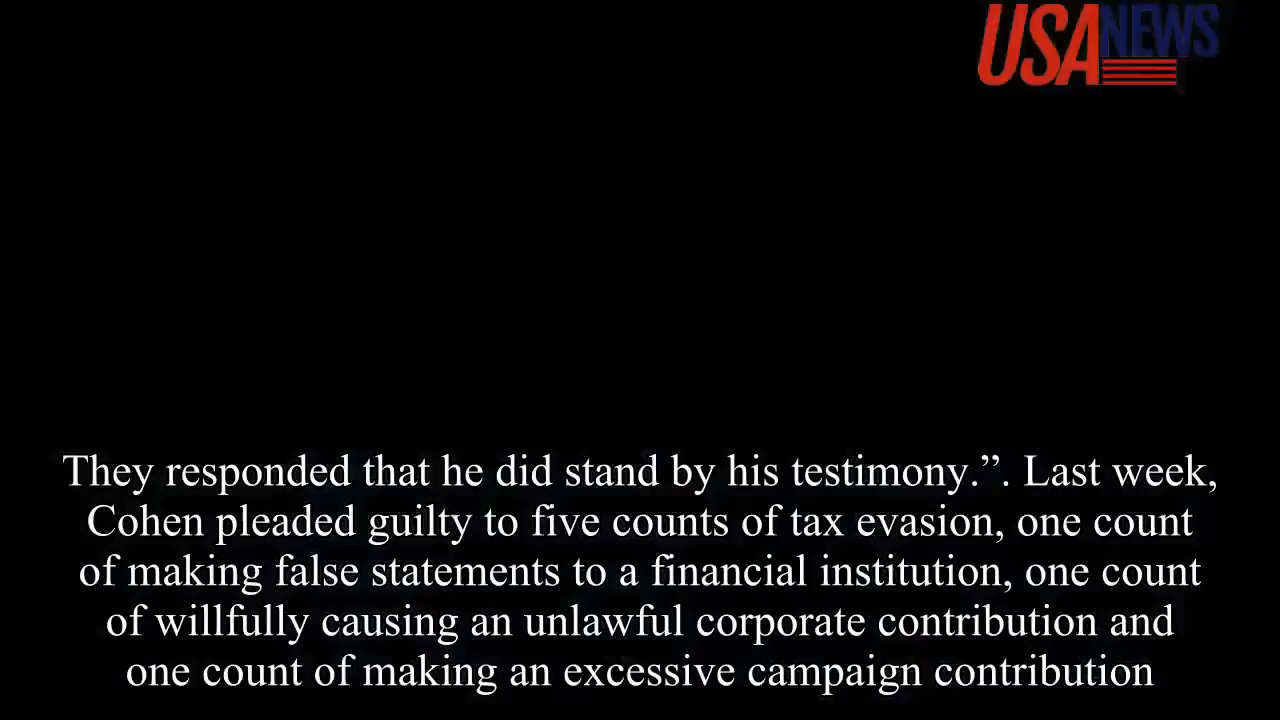 USANEWS
They responded that he did stand by his testimony.”. Last week,
Cohen pleaded guilty to five counts of tax evasion, one count
of making false statements to a financial institution, one count
of willfully causing an unlawful corporate contribution and
one count of making an excessive campaign contribution